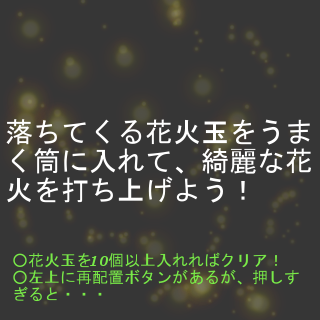 落ちてくる花火玉をうま
く筒に入れて、綺麗な花
火を打ち上げよう！
〇花火玉を10個以上入れればクリア！
〇左上に再配置ボタンがあるが、押しす
ぎると・・・